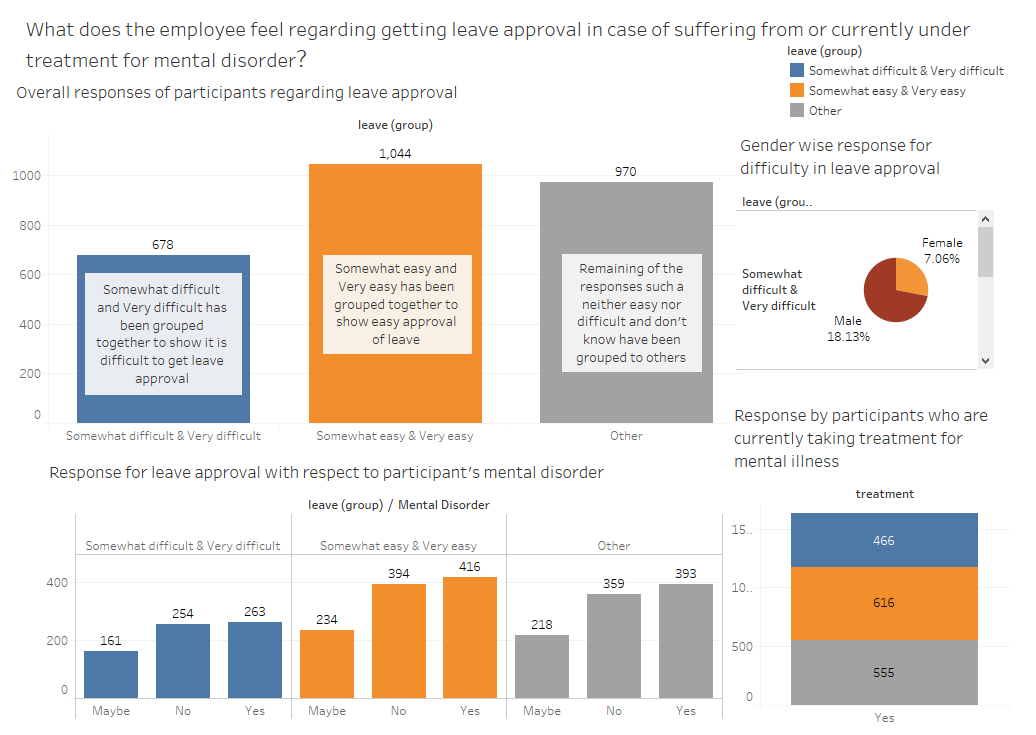 What does the employee feel regarding getting leave approval in case of suffering from or currently under
treatment for mental disorder?
leave (group)
Somewhat difficult & Very difficult
Somewhat easy & Very easy
Other
Overall responses of participants regarding leave approval
leave (group)
1,044
970
678
1000
800
600
400
200
0
Somewhat difficult
and Very difficult has
been grouped
together to show it is
difficult to get leave
approval
Somewhat easy and
Very easy has been
grouped together to
show easy approval
of leave
Remaining of the
responses such a
neither easy nor
difficult and don't
know have been
grouped to others
Somewhat difficult & Very difficult
Somewhat easy & Very easy
Other
Gender wise response for
difficulty in leave approval
leave (grou..
Somewhat
difficult &
Very difficult
Female
7.06%
Male
18.13%
Response for leave approval with respect to participant's mental disorder
leave (group) / Mental Disorder
Somewhat difficult & Very difficult
Somewhat easy & Very easy
Other
400
200
0
161
254
263
234
394
416
218
359
393
Maybe
No
Yes
Maybe
No
Yes
Maybe
No
Yes
Response by participants who are
currently taking treatment for
mental illness
treatment
15..
10..
500
0
466
616
555
Yes